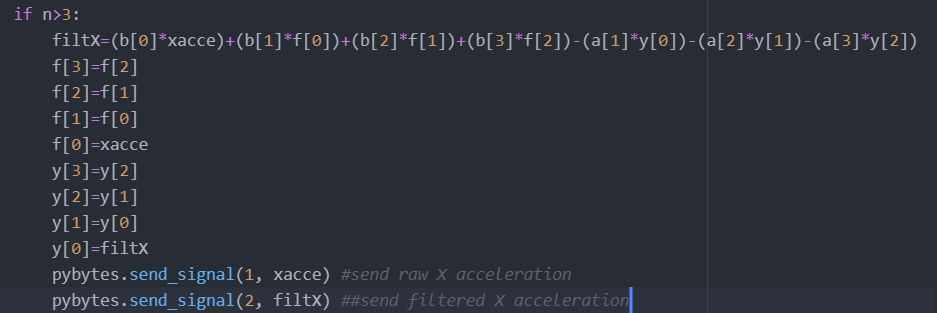 if n>3:
filtX=(b[0]*xacce)+(b[1]*f[0])+(b[2]*f[1])+(b[3]*f[2])-(a[1]*y[0])-(a[2]*y[1])-(a[3]*y[2])
f[3]=f[2]
f[2]=f[1]
f[1]=f[0]
f[0]=xacce
y[3]=y[2]
y[2]=y[1]
y[1]=y[0]
y[0]=filtX
pybytes.send_signal(1, xacce) #send raw X acceleration
pybytes.send_signal(2, filtX) ##send filtered X acceleration